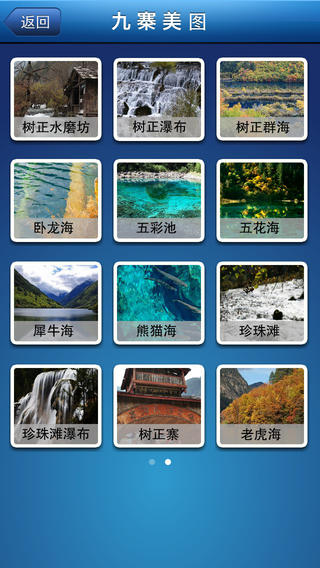 返回
九寨美图
树正水磨坊
树正瀑布
树正群海
卧龙海
五彩池
五花海
犀牛海
熊猫海
珍珠滩
珍珠滩瀑布
树正寨
老虎海